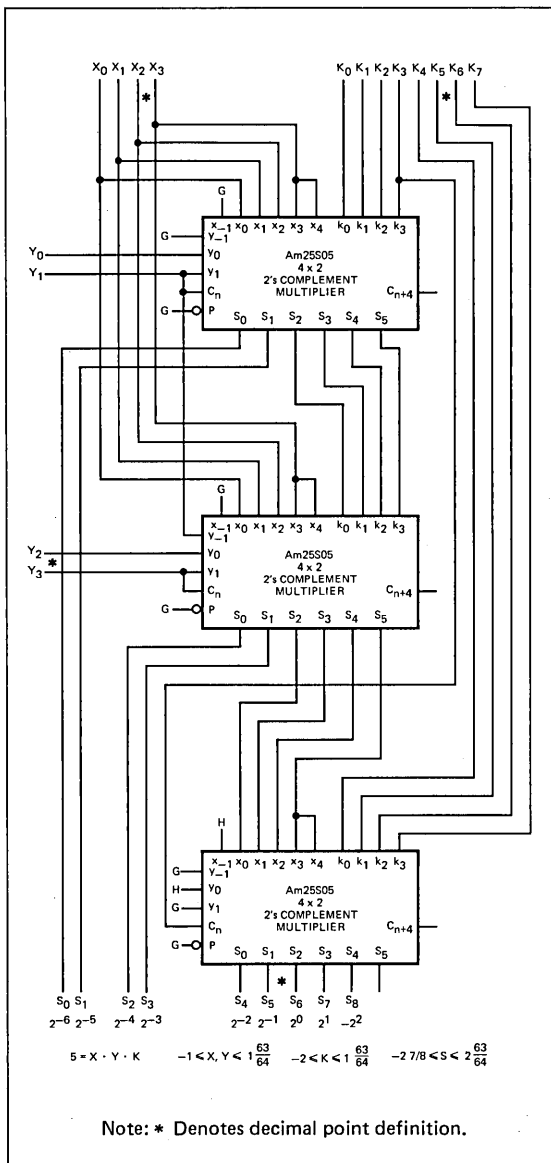 X0 X1 X2 X3 K0 K1 K2 K3 K4 K5 K6 K7
* *
G
x−1 x0 x1 x2 x3 x4 k0 k1 k2 k3
G y−1
Y0 y0
Y1 y1
Cn
G P
Am25S05
4 x 2
2's COMPLEMENT
MULTIPLIER
Cn+4
S0 S1 S2 S3 S4 S5
G
x−1 x0 x1 x2 x3 x4 k0 k1 k2 k3
y−1
Y2 y0
*
Y3 y1
Cn
G P
Am25S05
4 x 2
2's COMPLEMENT
MULTIPLIER
Cn+4
S0 S1 S2 S3 S4 S5
H
x−1 x0 x1 x2 x3 x4 k0 k1 k2 k3
G y−1
H y0
G y1
Cn
G P
Am25S05
4 x 2
2's COMPLEMENT
MULTIPLIER
Cn+4
S0 S1 S2 S3 S4 S5
*
S0 S1 S2 S3 S4 S5 S6 S7 S8
2−6 2−5 2−4 2−3 2−2 2−1 20 21 −22
5 = X · Y · K −1 ⩽ X, Y ⩽ 1 63/64 −2 ⩽ K ⩽ 1 63/64 −2 7/8 ⩽ S ⩽ 2 63/64
Note: * Denotes decimal point definition.